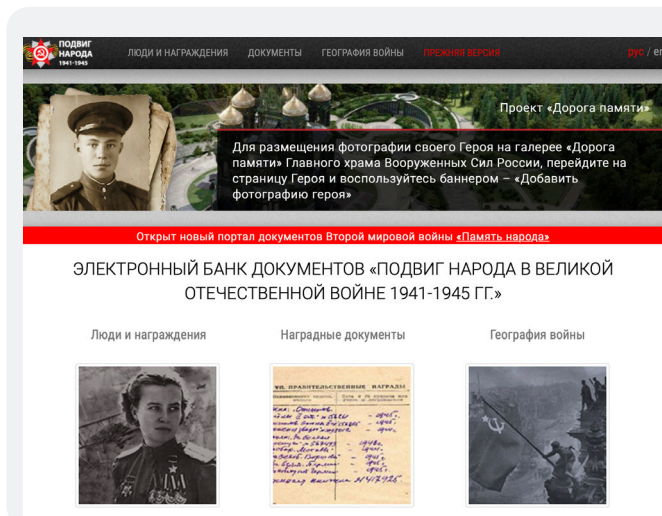 ПОДВИГ
НАРОДА
1941-1945
ЛЮДИ И НАГРАЖДЕНИЯ ДОКУМЕНТЫ ГЕОГРАФИЯ ВОЙНЫ ПРЕЖНЯЯ ВЕРСИЯ рус / en
Проект «Дорога памяти»
Для размещения фотографии своего Героя на галерее «Дорога
памяти» Главного храма Вооруженных Сил России, перейдите на
страницу Героя и воспользуйтесь баннером – «Добавить
фотографию героя»
Открыт новый портал документов Второй мировой войны «Память народа»
ЭЛЕКТРОННЫЙ БАНК ДОКУМЕНТОВ «ПОДВИГ НАРОДА В ВЕЛИКОЙ
ОТЕЧЕСТВЕННОЙ ВОЙНЕ 1941-1945 ГГ.»
Люди и награждения Наградные документы География войны
VII. ПРАВИТЕЛЬСТВЕННЫЕ НАГРАДЫ